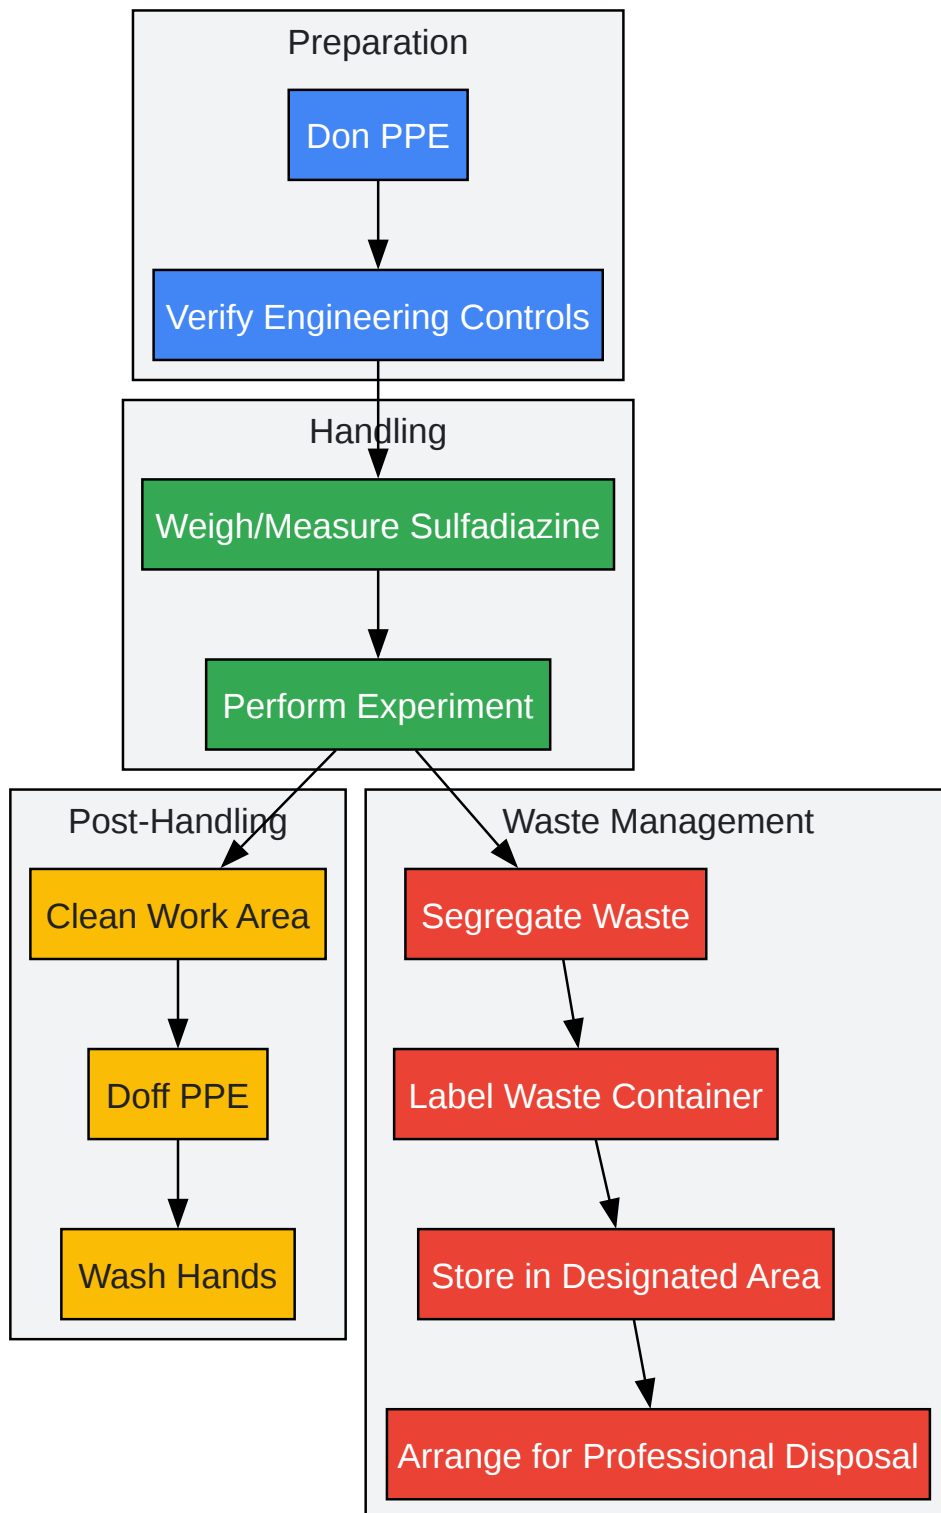 Preparation
Don PPE
Verify Engineering Controls
Handling
Weigh/Measure Sulfadiazine
Perform Experiment
Post-Handling
Clean Work Area
Doff PPE
Wash Hands
Waste Management
Segregate Waste
Label Waste Container
Store in Designated Area
Arrange for Professional Disposal